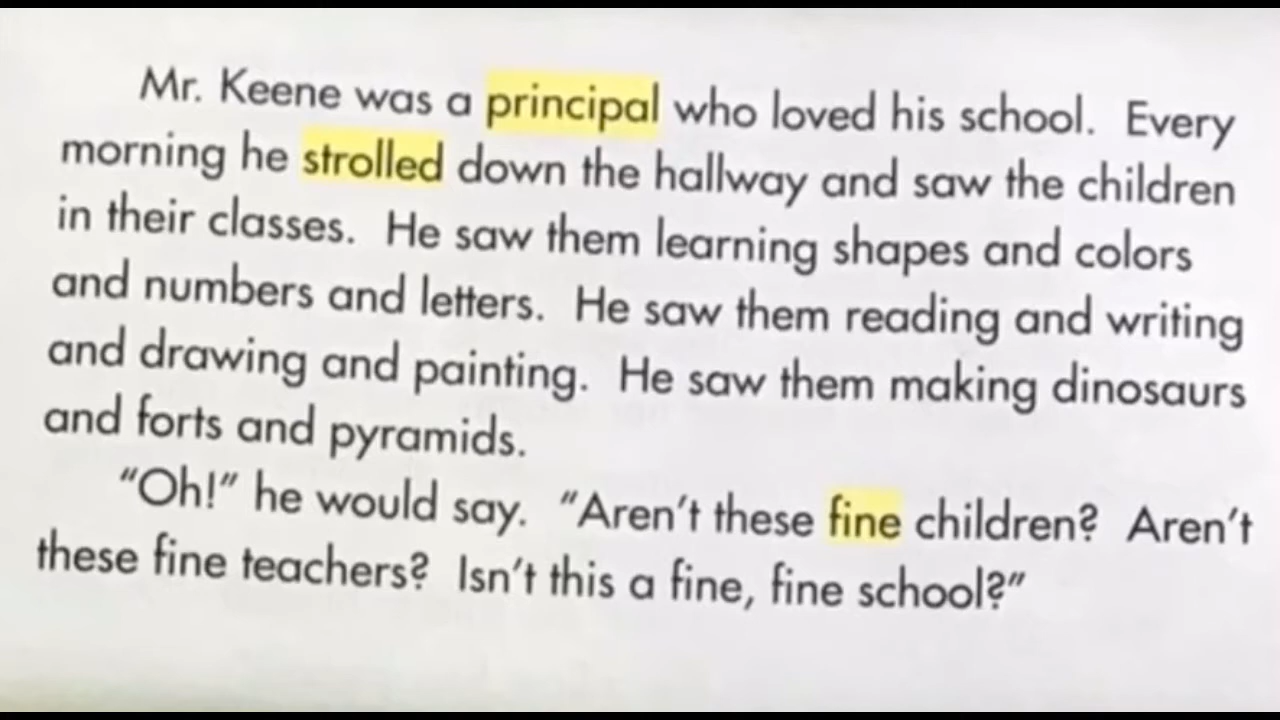 Mr. Keene was a principal who loved his school. Every
morning he strolled down the hallway and saw the children
in their classes. He saw them learning shapes and colors
and numbers and letters. He saw them reading and writing
and drawing and painting. He saw them making dinosaurs
and forts and pyramids.
“Oh!” he would say. “Aren’t these fine children? Aren’t
these fine teachers? Isn’t this a fine, fine school?”